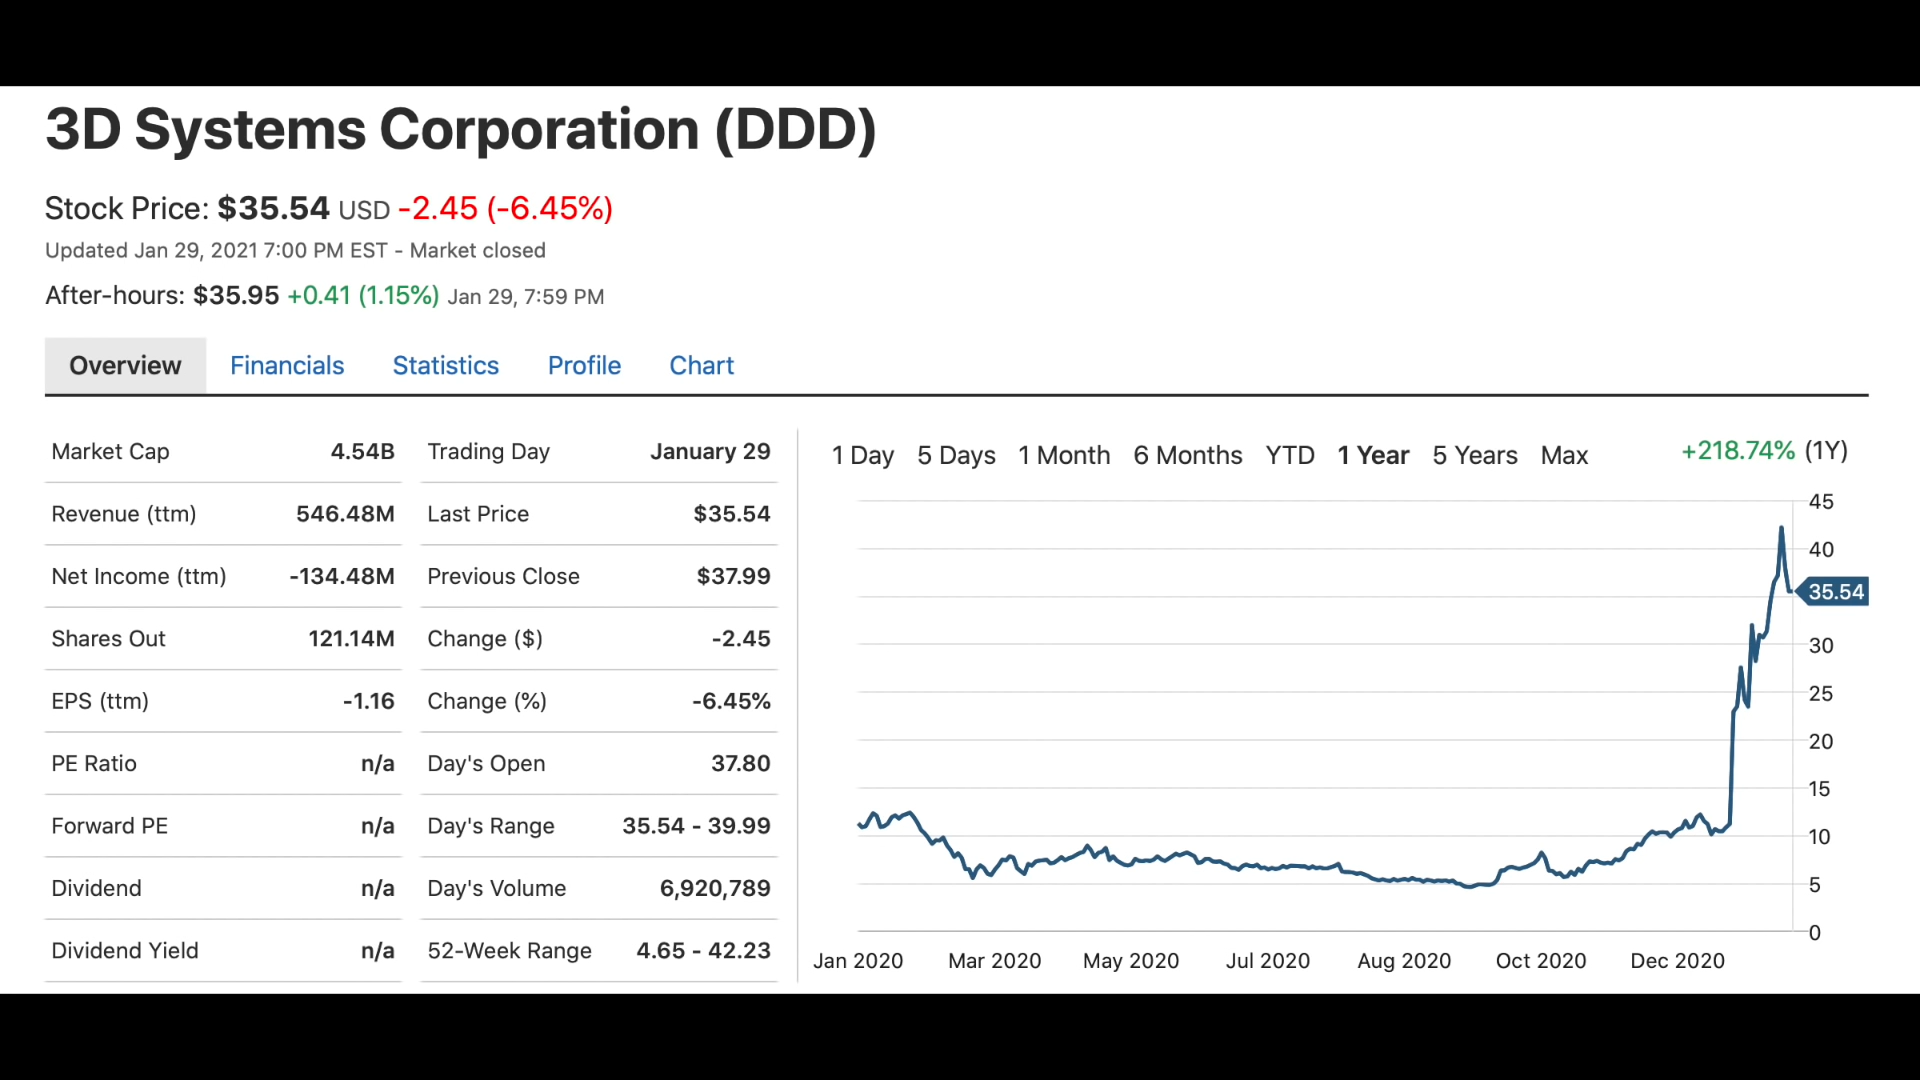 3D Systems Corporation (DDD)
Stock Price: $35.54 USD -2.45 (-6.45%)
Updated Jan 29, 2021 7:00 PM EST - Market closed
After-hours: $35.95 +0.41 (1.15%) Jan 29, 7:59 PM
Overview Financials Statistics Profile Chart
Market Cap 4.54B
Revenue (ttm) 546.48M
Net Income (ttm) -134.48M
Shares Out 121.14M
EPS (ttm) -1.16
PE Ratio n/a
Forward PE n/a
Dividend n/a
Dividend Yield n/a
Trading Day January 29
Last Price $35.54
Previous Close $37.99
Change ($) -2.45
Change (%) -6.45%
Day's Open 37.80
Day's Range 35.54 - 39.99
Day's Volume 6,920,789
52-Week Range 4.65 - 42.23
1 Day 5 Days 1 Month 6 Months YTD 1 Year 5 Years Max +218.74% (1Y)
45
40
35.54
30
25
20
15
10
5
0
Jan 2020 Mar 2020 May 2020 Jul 2020 Aug 2020 Oct 2020 Dec 2020